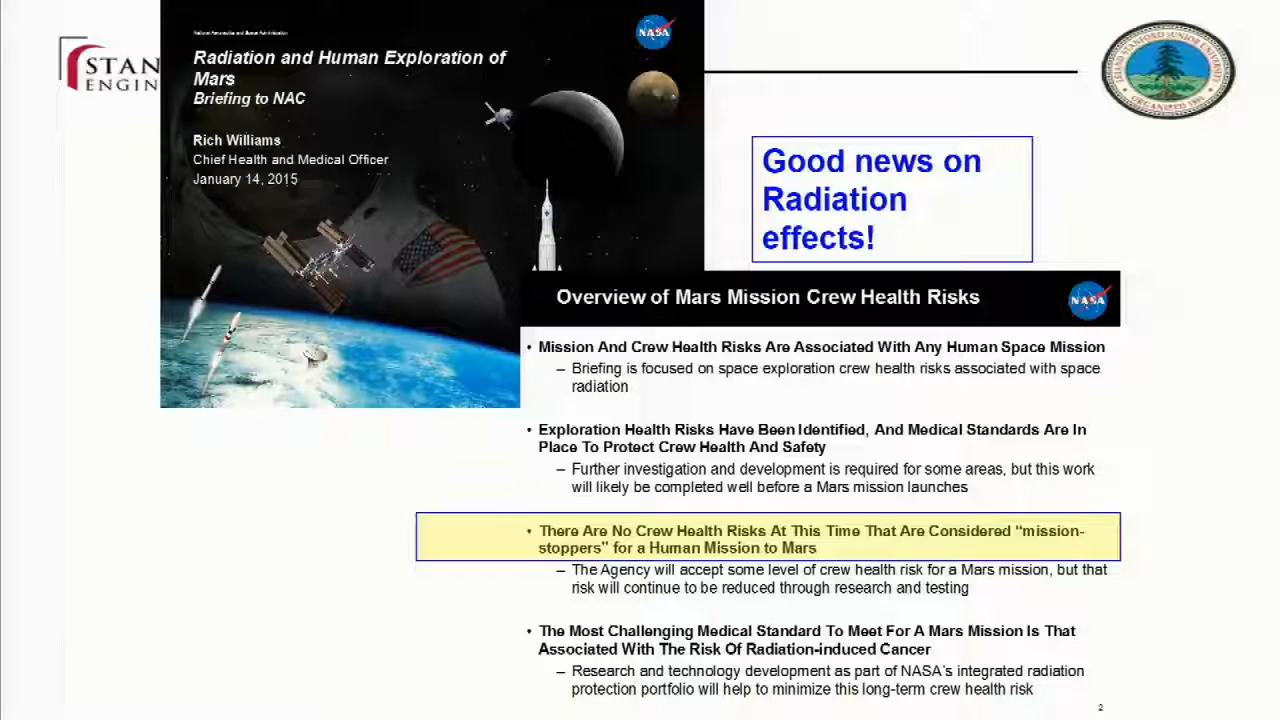 STAN
ENGIN
National Aeronautics and Space Administration
NASA
Radiation and Human Exploration of
Mars
Briefing to NAC
Rich Williams
Chief Health and Medical Officer
January 14, 2015
Good news on
Radiation
effects!
Overview of Mars Mission Crew Health Risks
NASA
• Mission And Crew Health Risks Are Associated With Any Human Space Mission
– Briefing is focused on space exploration crew health risks associated with space
radiation
• Exploration Health Risks Have Been Identified, And Medical Standards Are In
Place To Protect Crew Health And Safety
– Further investigation and development is required for some areas, but this work
will likely be completed well before a Mars mission launches
• There Are No Crew Health Risks At This Time That Are Considered “mission-
stoppers” for a Human Mission to Mars
– The Agency will accept some level of crew health risk for a Mars mission, but that
risk will continue to be reduced through research and testing
• The Most Challenging Medical Standard To Meet For A Mars Mission Is That
Associated With The Risk Of Radiation-induced Cancer
– Research and technology development as part of NASA’s integrated radiation
protection portfolio will help to minimize this long-term crew health risk
2